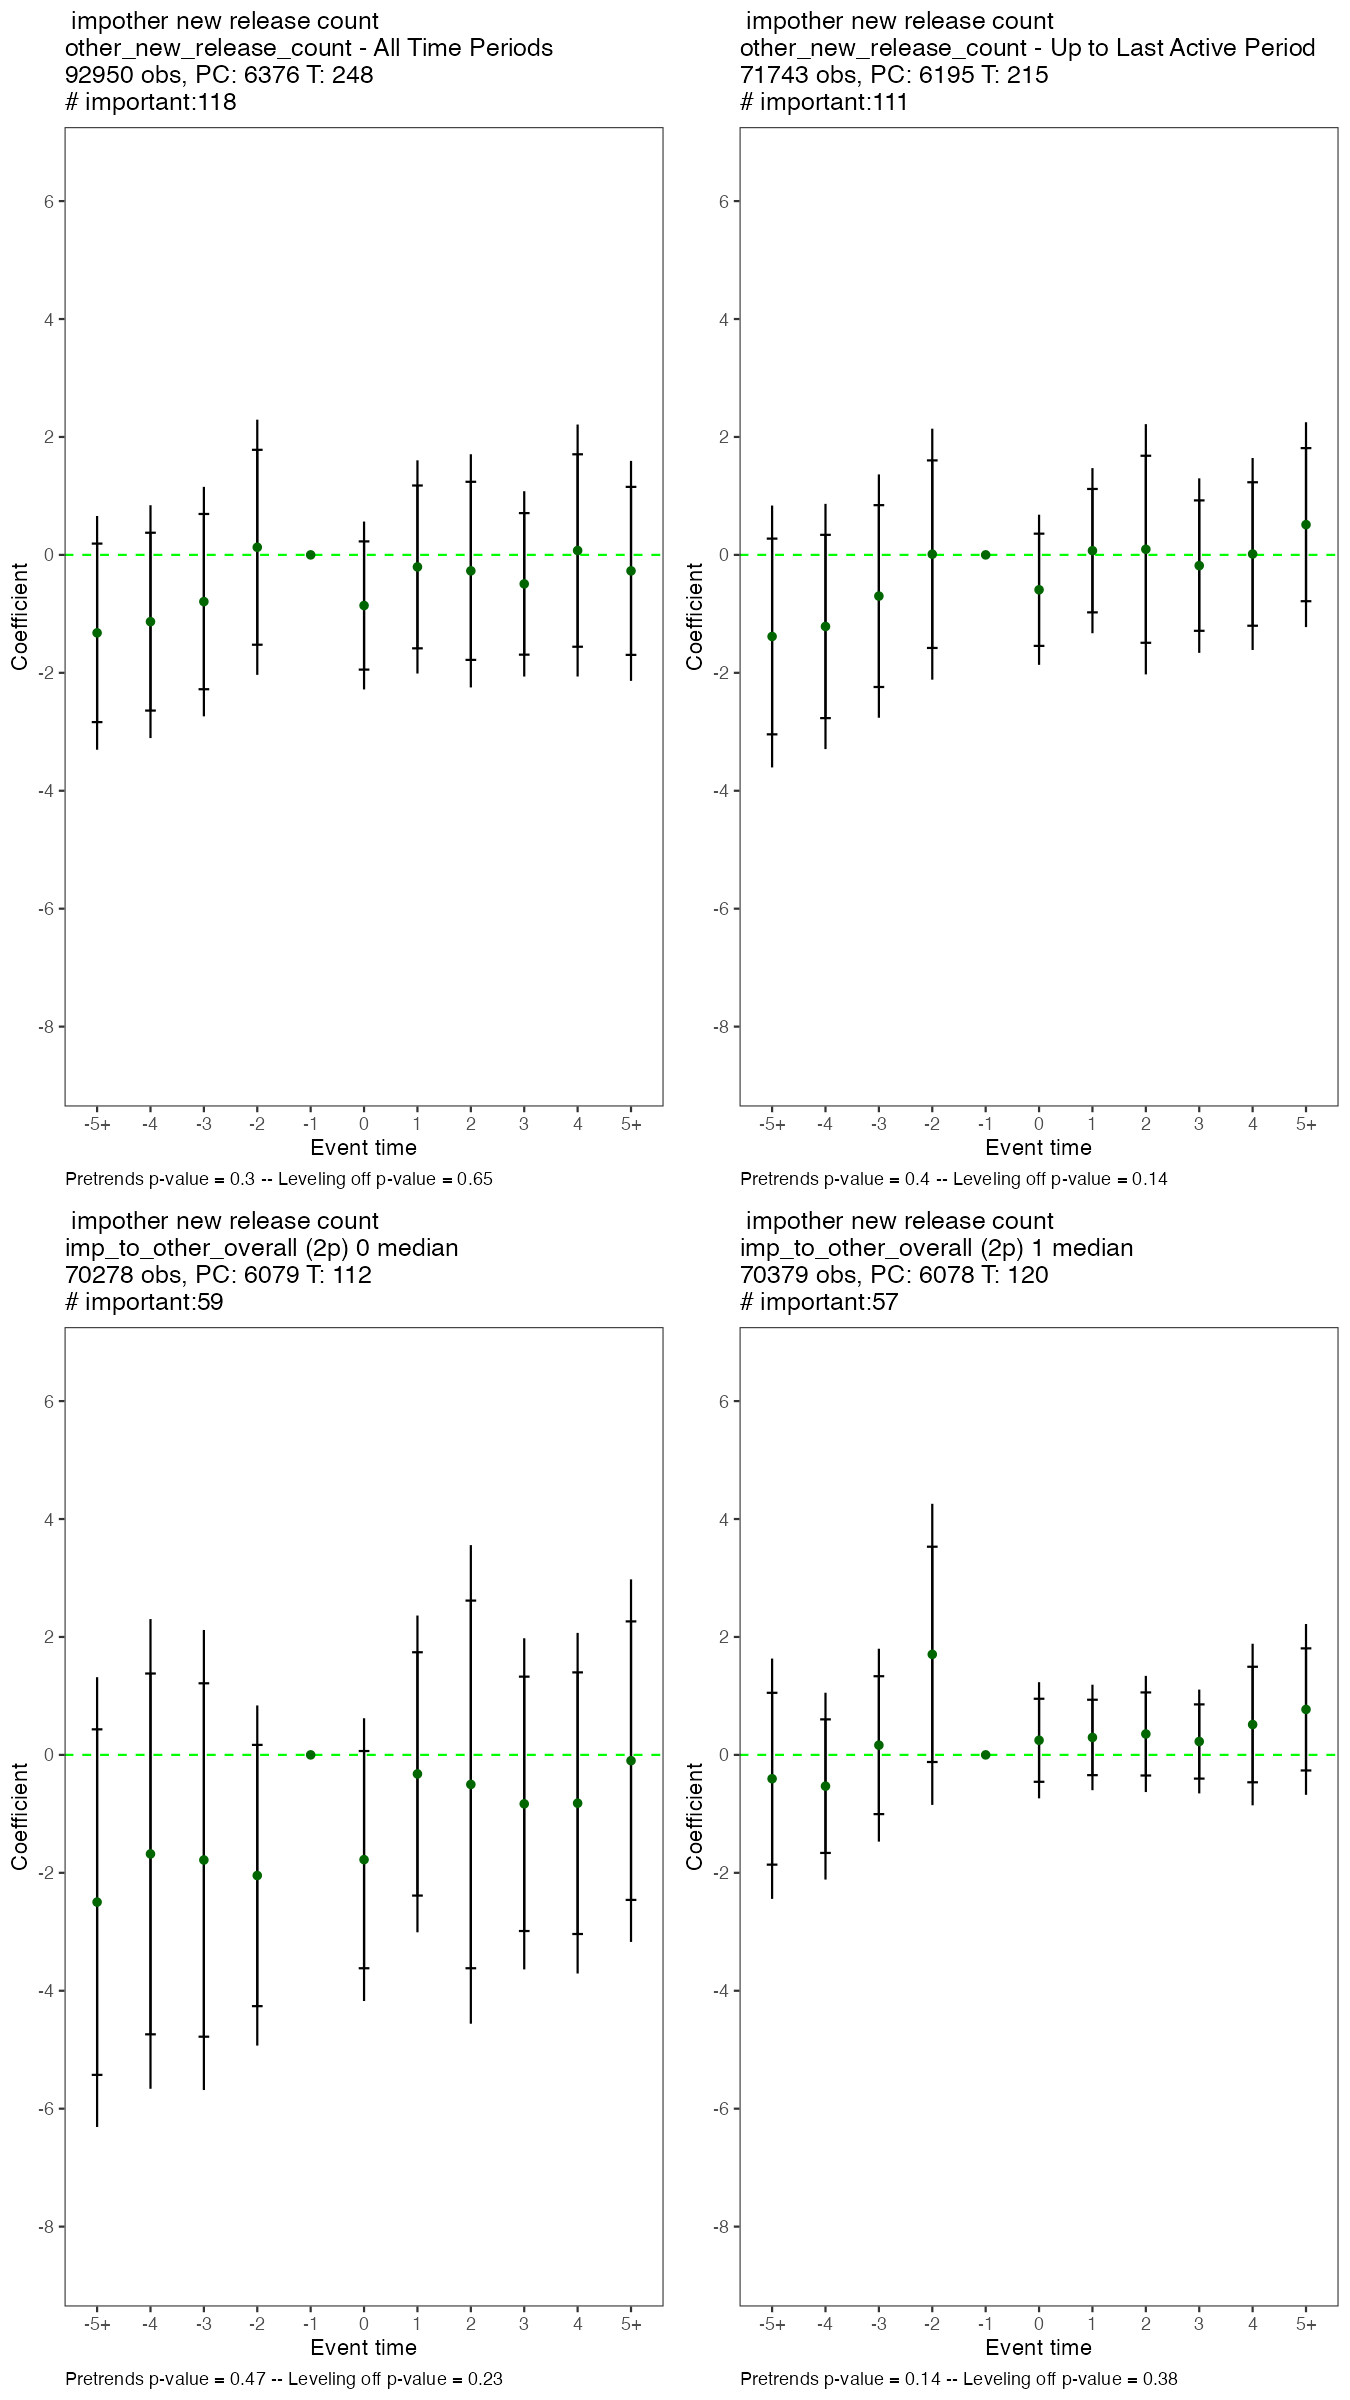 impother new release count
other_new_release_count - All Time Periods
92950 obs, PC: 6376 T: 248
# important:118
6
4
2
0
-2
-4
-6
-8
Coefficient
-5+ -4 -3 -2 -1 0 1 2 3 4 5+
Event time
Pretrends p-value = 0.3 -- Leveling off p-value = 0.65
impother new release count
other_new_release_count - Up to Last Active Period
71743 obs, PC: 6195 T: 215
# important:111
6
4
2
0
-2
-4
-6
-8
Coefficient
-5+ -4 -3 -2 -1 0 1 2 3 4 5+
Event time
Pretrends p-value = 0.4 -- Leveling off p-value = 0.14
impother new release count
imp_to_other_overall (2p) 0 median
70278 obs, PC: 6079 T: 112
# important:59
6
4
2
0
-2
-4
-6
-8
Coefficient
-5+ -4 -3 -2 -1 0 1 2 3 4 5+
Event time
Pretrends p-value = 0.47 -- Leveling off p-value = 0.23
impother new release count
imp_to_other_overall (2p) 1 median
70379 obs, PC: 6078 T: 120
# important:57
6
4
2
0
-2
-4
-6
-8
Coefficient
-5+ -4 -3 -2 -1 0 1 2 3 4 5+
Event time
Pretrends p-value = 0.14 -- Leveling off p-value = 0.38